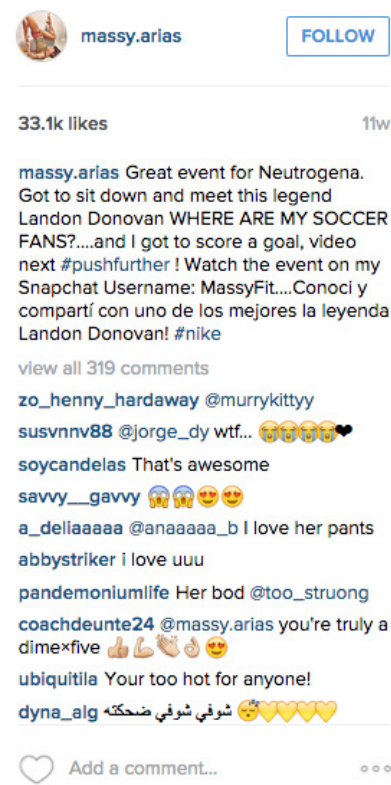 massy.arias
FOLLOW
33.1k likes
11w
massy.arias Great event for Neutrogena.
Got to sit down and meet this legend
Landon Donovan WHERE ARE MY SOCCER
FANS?....and I got to score a goal, video
next #pushfurther ! Watch the event on my
Snapchat Username: MassyFit....Conoci y
compartí con uno de los mejores la leyenda
Landon Donovan! #nike
view all 319 comments
zo_henny_hardaway @murrykittyy
susvnnv88 @jorge_dy wtf... 😭😭😭😭❤
soycandelas That's awesome
savvy__gavvy 😱😱😍😍
a_deliaaaaa @anaaaaa_b I love her pants
abbystriker i love uuu
pandemoniumlife Her bod @too_struong
coachdeunte24 @massy.arias you're truly a
dime×five 👍🏼💪🏼👏🏼👌🏼😍
ubiquitila Your too hot for anyone!
dyna_alg شوفي شوفي ضحكته 😴💛💛💛💛
Add a comment...